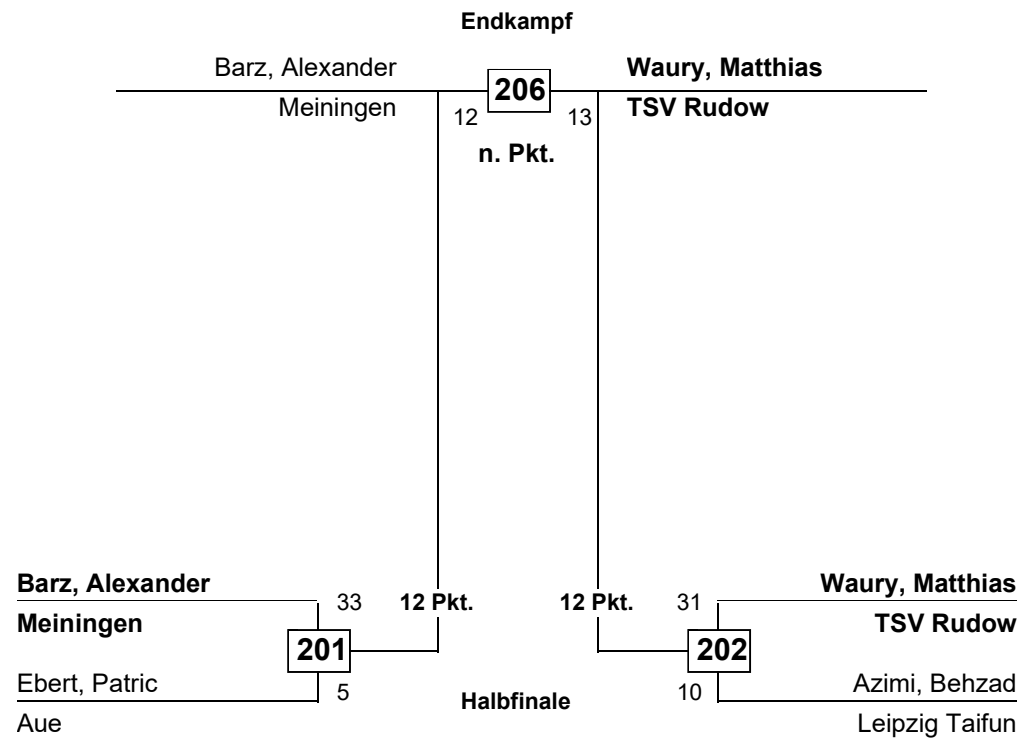 Endkampf
Barz, Alexander
206
Waury, Matthias
Meiningen
12
13
TSV Rudow
n. Pkt.
Barz, Alexander
33
12 Pkt.
12 Pkt.
31
Waury, Matthias
Meiningen
201
202
TSV Rudow
Ebert, Patric
5
Halbfinale
10
Azimi, Behzad
Aue
Leipzig Taifun